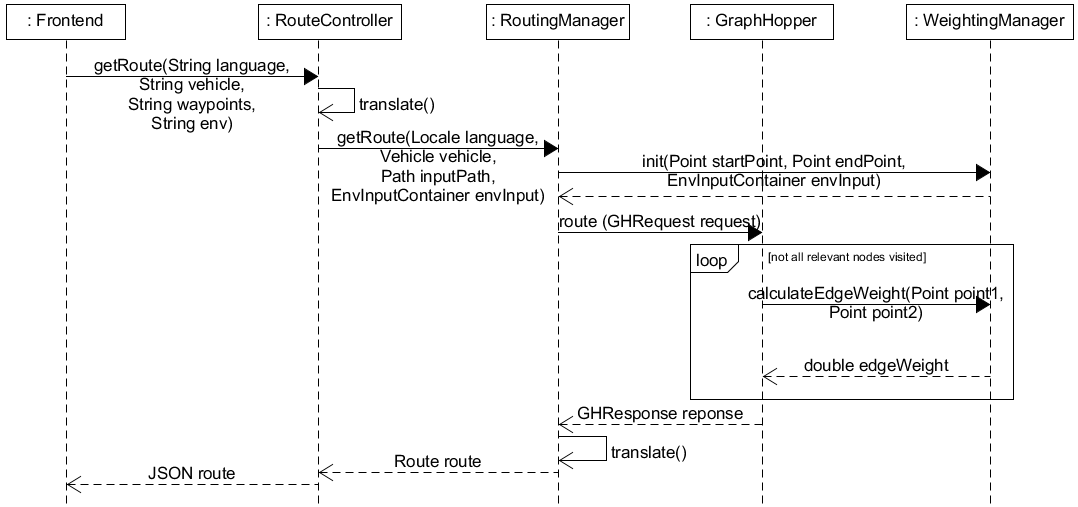 : Frontend
: RouteController
: RoutingManager
: GraphHopper
: WeightingManager
getRoute(String language,
String vehicle,
String waypoints,
String env)
translate()
getRoute(Locale language,
Vehicle vehicle,
Path inputPath,
EnvInputContainer envInput)
init(Point startPoint, Point endPoint,
EnvInputContainer envInput)
route (GHRequest request)
loop
[not all relevant nodes visited]
calculateEdgeWeight(Point point1,
Point point2)
double edgeWeight
GHResponse reponse
translate()
Route route
JSON route